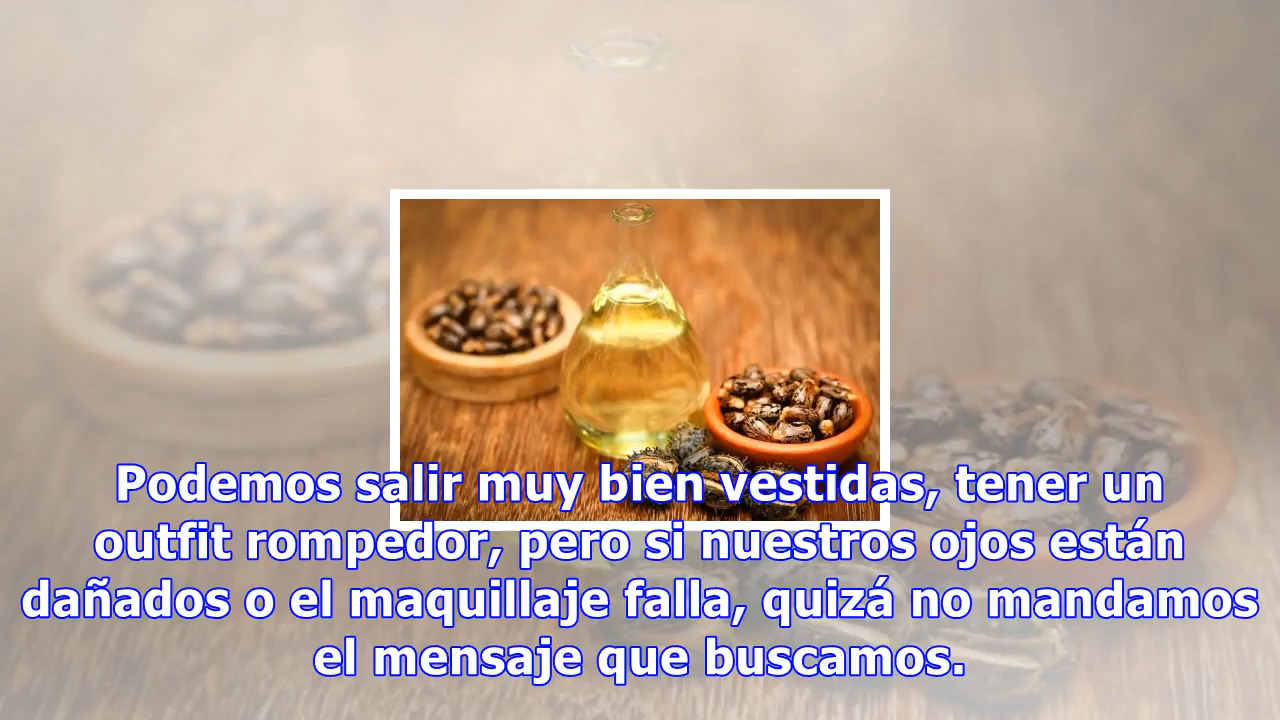 Podemos salir muy bien vestidas, tener un
outfit rompedor, pero si nuestros ojos están
dañados o el maquillaje falla, quizá no mandamos
el mensaje que buscamos.